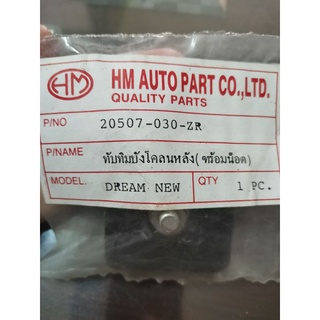 HM
HM AUTO PART CO.,LTD.
QUALITY PARTS
P/NO 20507-030-ZR
P/NAME ทับทิมบังโคลนหลัง(พร้อมน๊อต)
MODEL. DREAM NEW QTY 1 PC.